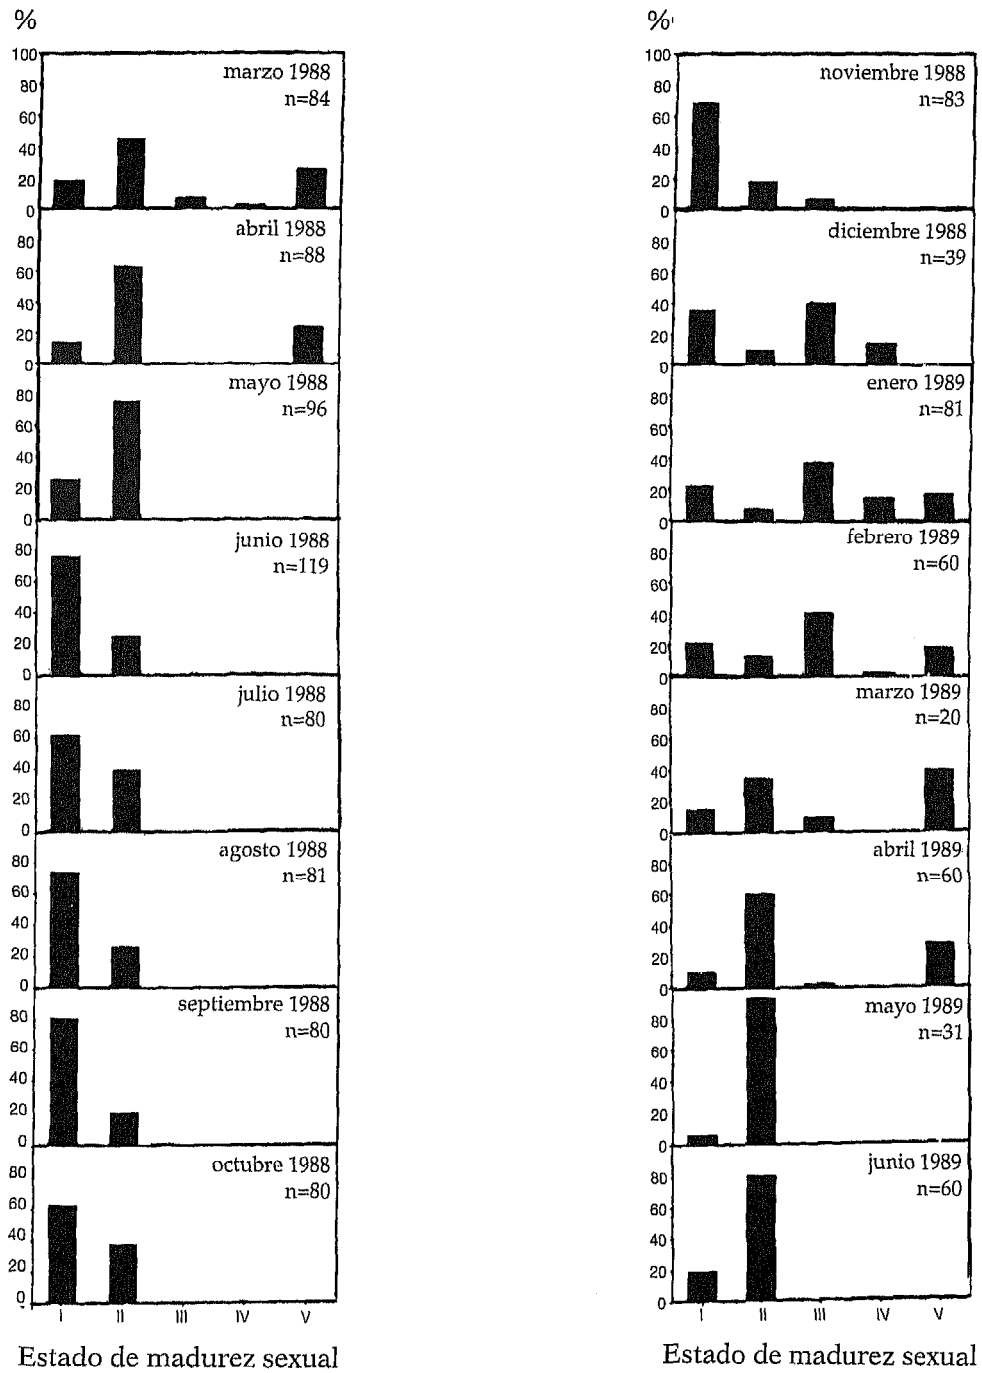 %
100
80
60
40
20
0
marzo 1988
n=84
80
60
40
20
0
abril 1988
n=88
80
60
40
20
0
mayo 1988
n=96
80
60
40
20
0
junio 1988
n=119
80
60
40
20
0
julio 1988
n=80
80
60
40
20
0
agosto 1988
n=81
80
60
40
20
0
septiembre 1988
n=80
80
60
40
20
0
octubre 1988
n=80
I II III IV V
Estado de madurez sexual
%
100
80
60
40
20
0
noviembre 1988
n=83
80
60
40
20
0
diciembre 1988
n=39
80
60
40
20
0
enero 1989
n=81
80
60
40
20
0
febrero 1989
n=60
80
60
40
20
0
marzo 1989
n=20
80
60
40
20
0
abril 1989
n=60
80
60
40
20
0
mayo 1989
n=31
80
60
40
20
0
junio 1989
n=60
I II III IV V
Estado de madurez sexual